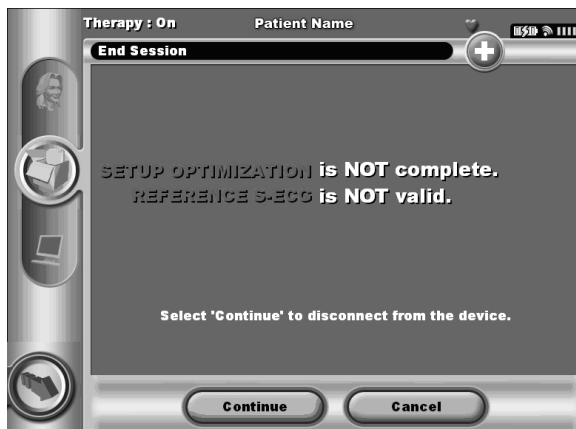 Therapy : On Patient Name
End Session
SETUP OPTIMIZATION is NOT complete.
REFERENCE S-ECG is NOT valid.
Select 'Continue' to disconnect from the device.
Continue Cancel